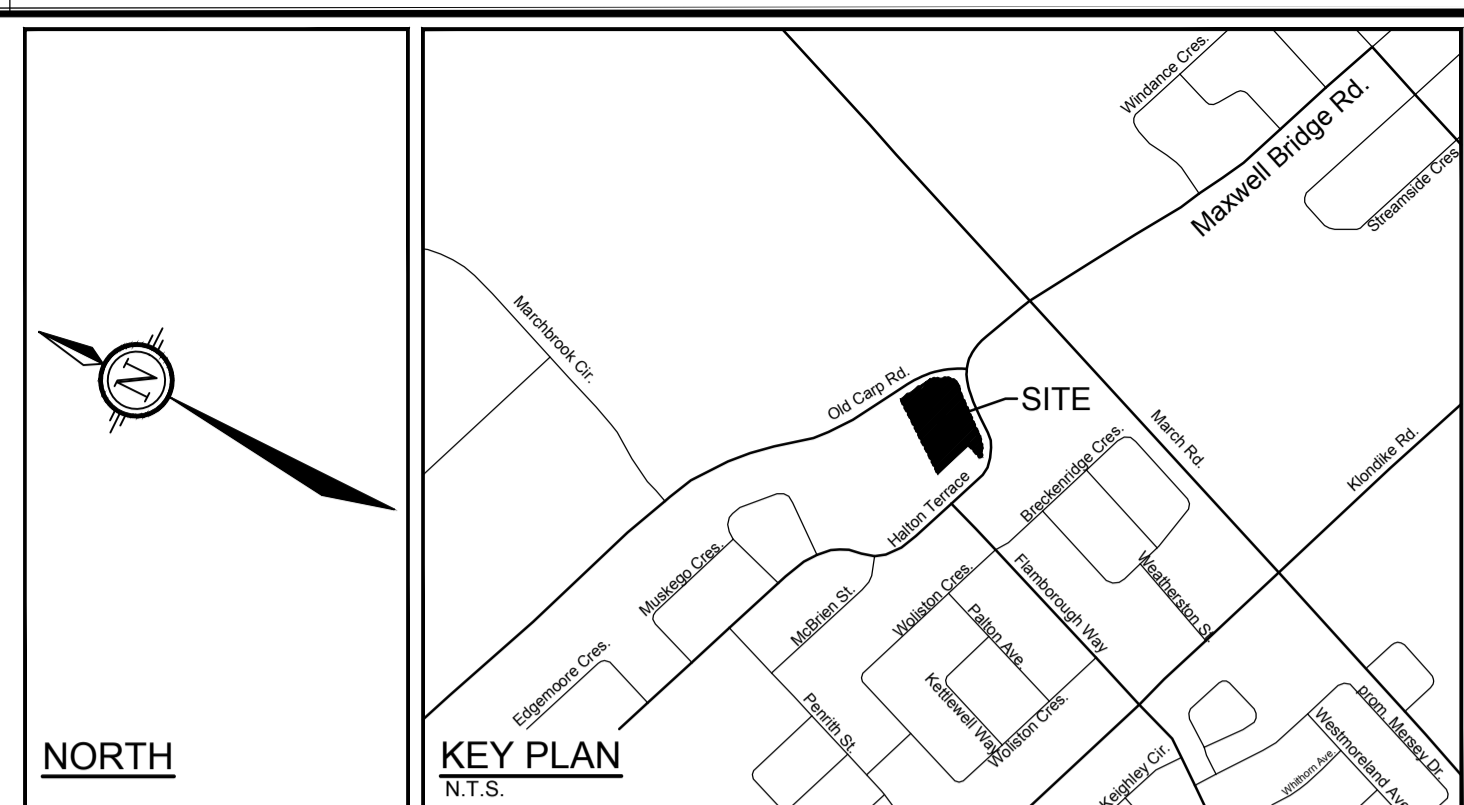 N
NORTH
Windance Cres.
Maxwell Bridge Rd.
Streamside Cres.
Marchbrook Cir.
Old Carp Rd.
SITE
March Rd.
Klondike Rd.
Breckenridge Cres.
Halton Terrace
Muskego Cres.
McBrien St.
Woliston Cres.
Flamborough Way
Weatherston St.
Palton Ave.
Edgemoore Cres.
Penrith St.
Kettlewell Way
Woliston Cres.
prom. Mersey Dr.
Westmoreland Ave
Whithorn Ave.
Keighley Cir.
KEY PLAN
N.T.S.